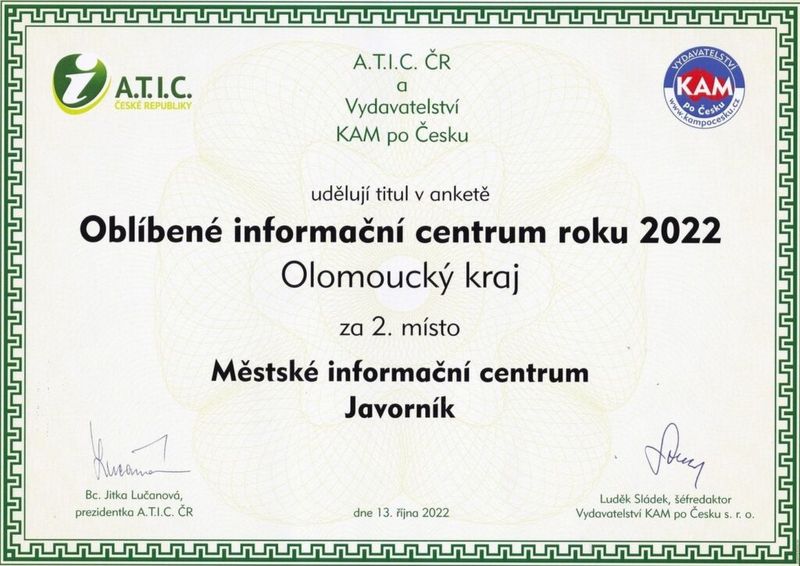 A.T.I.C.
ČESKÉ REPUBLIKY
A.T.I.C. ČR
a
Vydavatelství
KAM po Česku
VYDAVATELSTVÍ
KAM
po Česku
www.kampocesku.cz
udělují titul v anketě
Oblíbené informační centrum roku 2022
Olomoucký kraj
za 2. místo
Městské informační centrum
Javorník
Bc. Jitka Lučanová,
prezidentka A.T.I.C. ČR
dne 13. října 2022
Luděk Sládek, šéfredaktor
Vydavatelství KAM po Česku s. r. o.